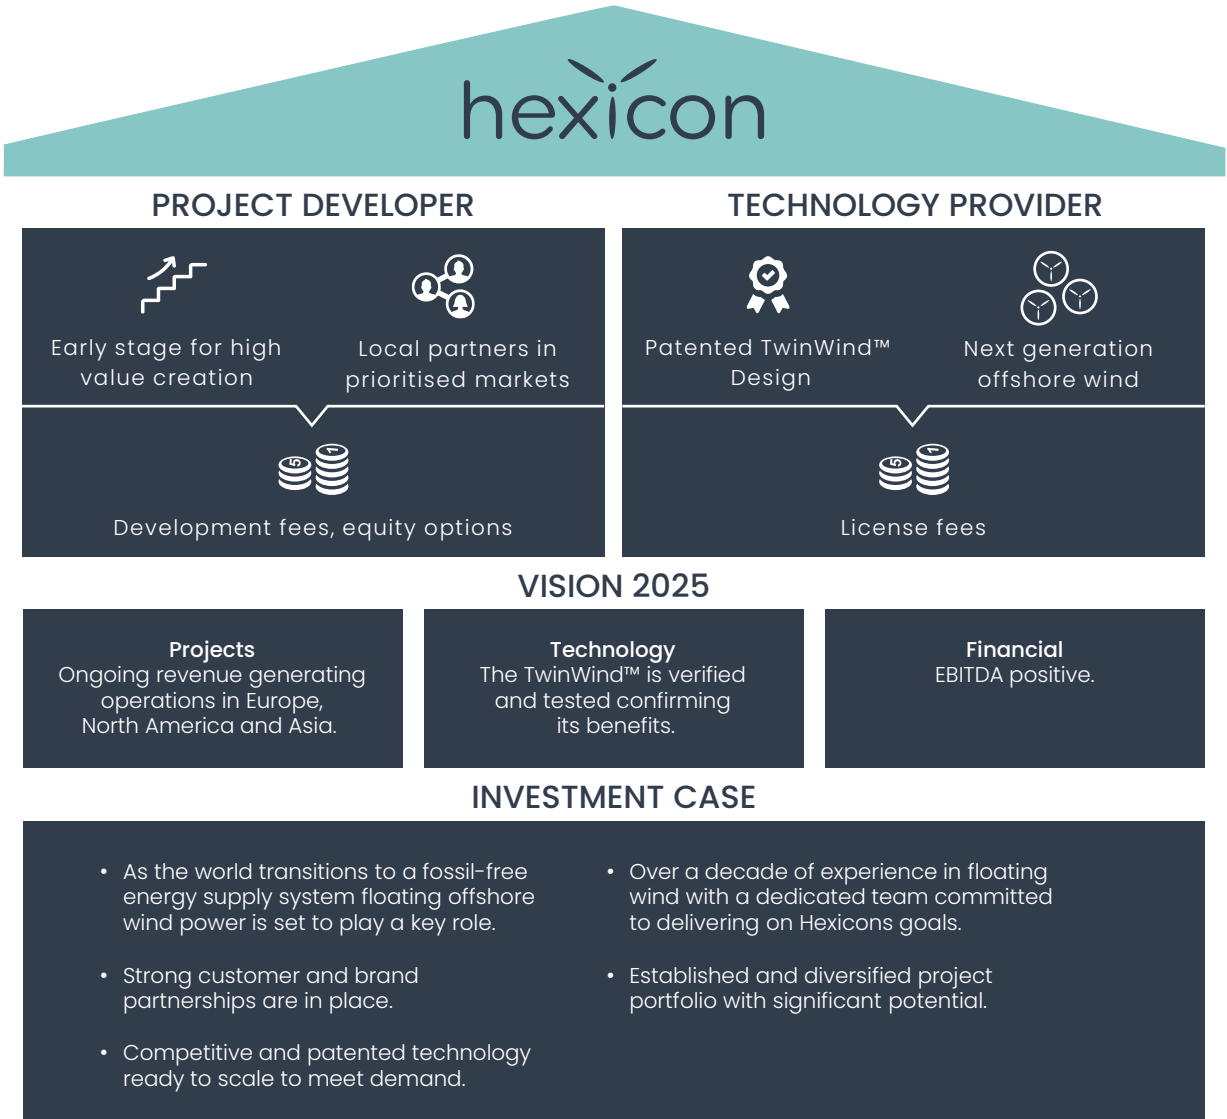 hexicon
PROJECT DEVELOPER
Early stage for high
value creation
Local partners in
prioritised markets
5 1
Development fees, equity options
TECHNOLOGY PROVIDER
Patented TwinWind™
Design
Next generation
offshore wind
5 1
License fees
VISION 2025
Projects
Ongoing revenue generating
operations in Europe,
North America and Asia.
Technology
The TwinWind™ is verified
and tested confirming
its benefits.
Financial
EBITDA positive.
INVESTMENT CASE
• As the world transitions to a fossil-free
energy supply system floating offshore
wind power is set to play a key role.
• Strong customer and brand
partnerships are in place.
• Competitive and patented technology
ready to scale to meet demand.
• Over a decade of experience in floating
wind with a dedicated team committed
to delivering on Hexicons goals.
• Established and diversified project
portfolio with significant potential.